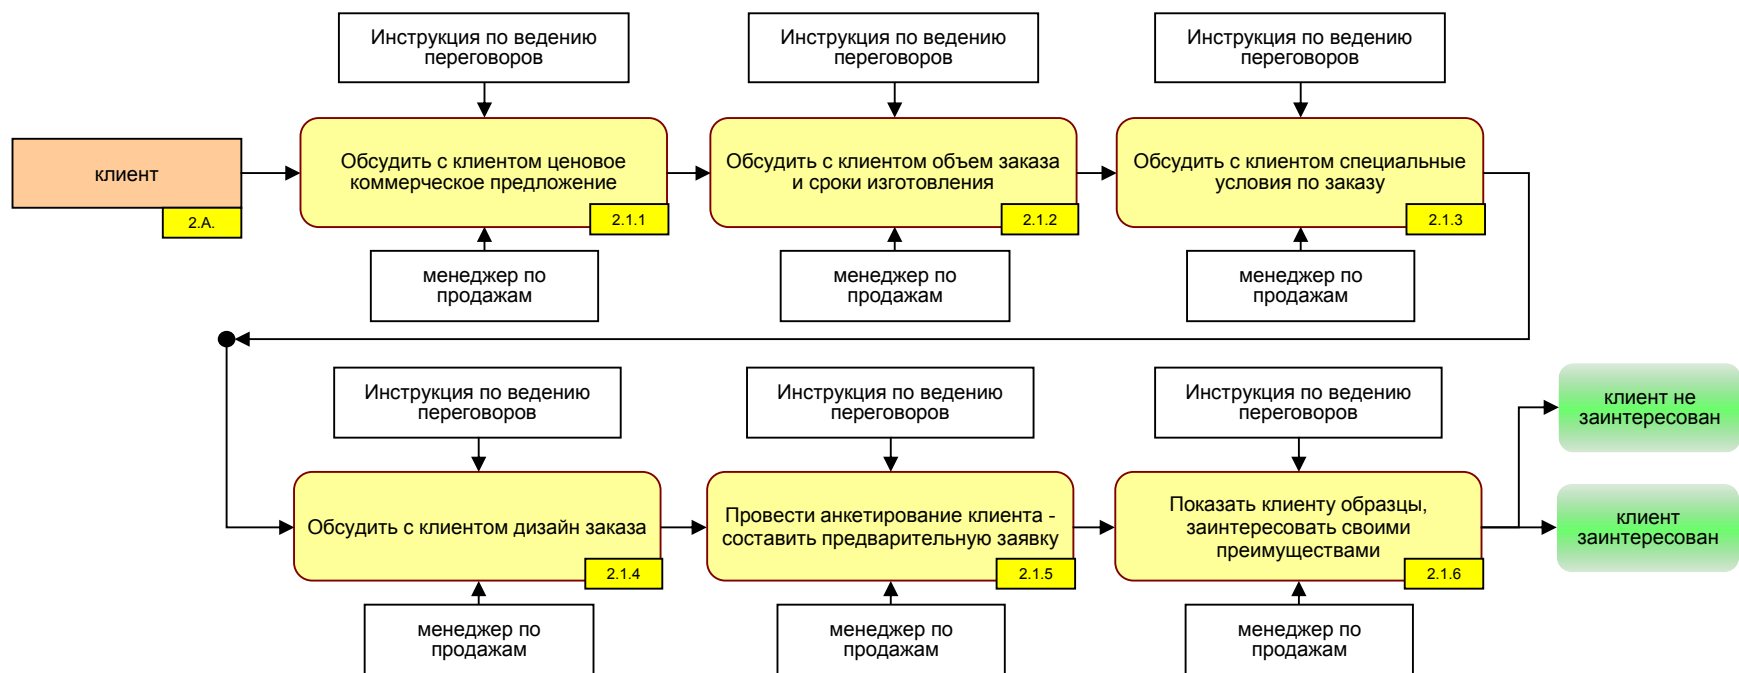 Инструкция по ведению
переговоров
Инструкция по ведению
переговоров
Инструкция по ведению
переговоров
клиент
2.А.
Обсудить с клиентом ценовое
коммерческое предложение
2.1.1
Обсудить с клиентом объем заказа
и сроки изготовления
2.1.2
Обсудить с клиентом специальные
условия по заказу
2.1.3
менеджер по
продажам
менеджер по
продажам
менеджер по
продажам
Инструкция по ведению
переговоров
Инструкция по ведению
переговоров
Инструкция по ведению
переговоров
клиент не
заинтересован
Обсудить с клиентом дизайн заказа
2.1.4
Провести анкетирование клиента -
составить предварительную заявку
2.1.5
Показать клиенту образцы,
заинтересовать своими
преимуществами
2.1.6
клиент
заинтересован
менеджер по
продажам
менеджер по
продажам
менеджер по
продажам